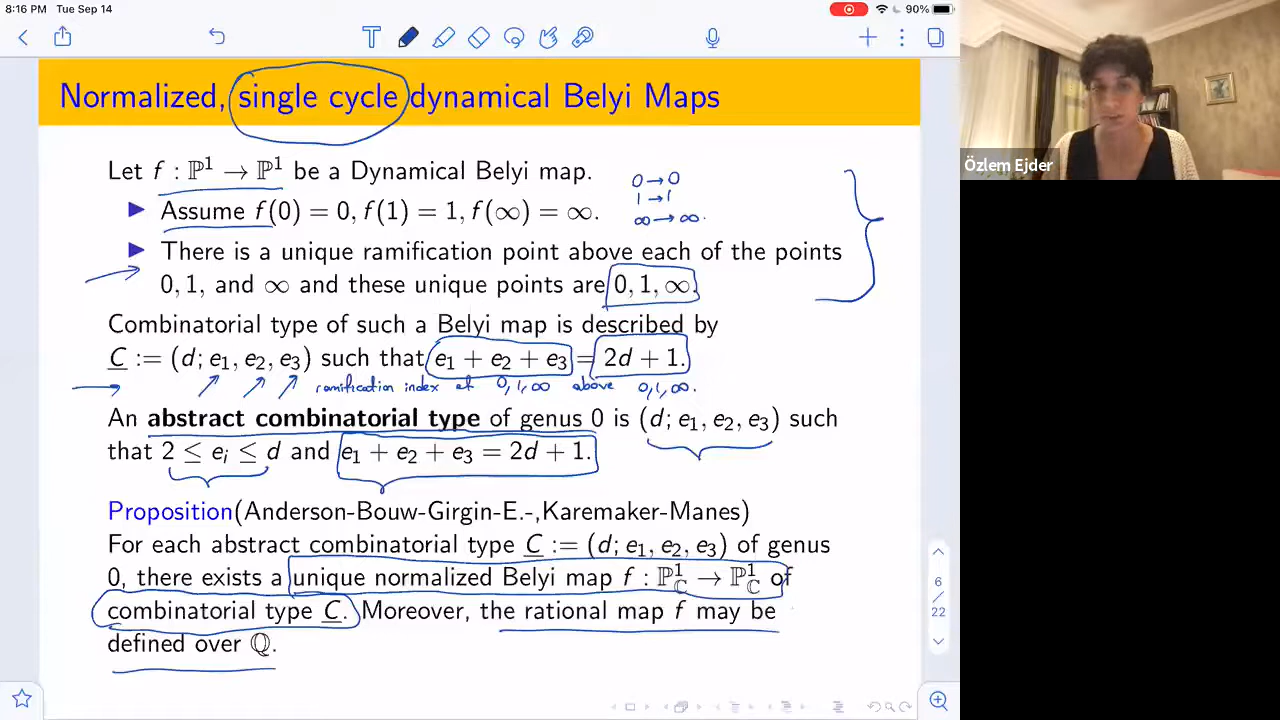 8:16 PM Tue Sep 14
90%
Normalized, single cycle dynamical Belyi Maps
Özlem Ejder
Let f : ℙ¹ → ℙ¹ be a Dynamical Belyi map.
0→0
1→1
∞→∞.
▶ Assume f(0) = 0, f(1) = 1, f(∞) = ∞.
▶ There is a unique ramification point above each of the points
0, 1, and ∞ and these unique points are 0, 1, ∞.
Combinatorial type of such a Belyi map is described by
C := (d; e₁, e₂, e₃) such that e₁ + e₂ + e₃ = 2d + 1.
ramification index at 0,1,∞ above 0,1,∞.
An abstract combinatorial type of genus 0 is (d; e₁, e₂, e₃) such
that 2 ≤ eᵢ ≤ d and e₁ + e₂ + e₃ = 2d + 1.
Proposition(Anderson-Bouw-Girgin-E.-,Karemaker-Manes)
For each abstract combinatorial type C := (d; e₁, e₂, e₃) of genus
0, there exists a unique normalized Belyi map f : ℙ¹_ℂ → ℙ¹_ℂ of
combinatorial type C. Moreover, the rational map f may be
defined over ℚ.
6
/
22